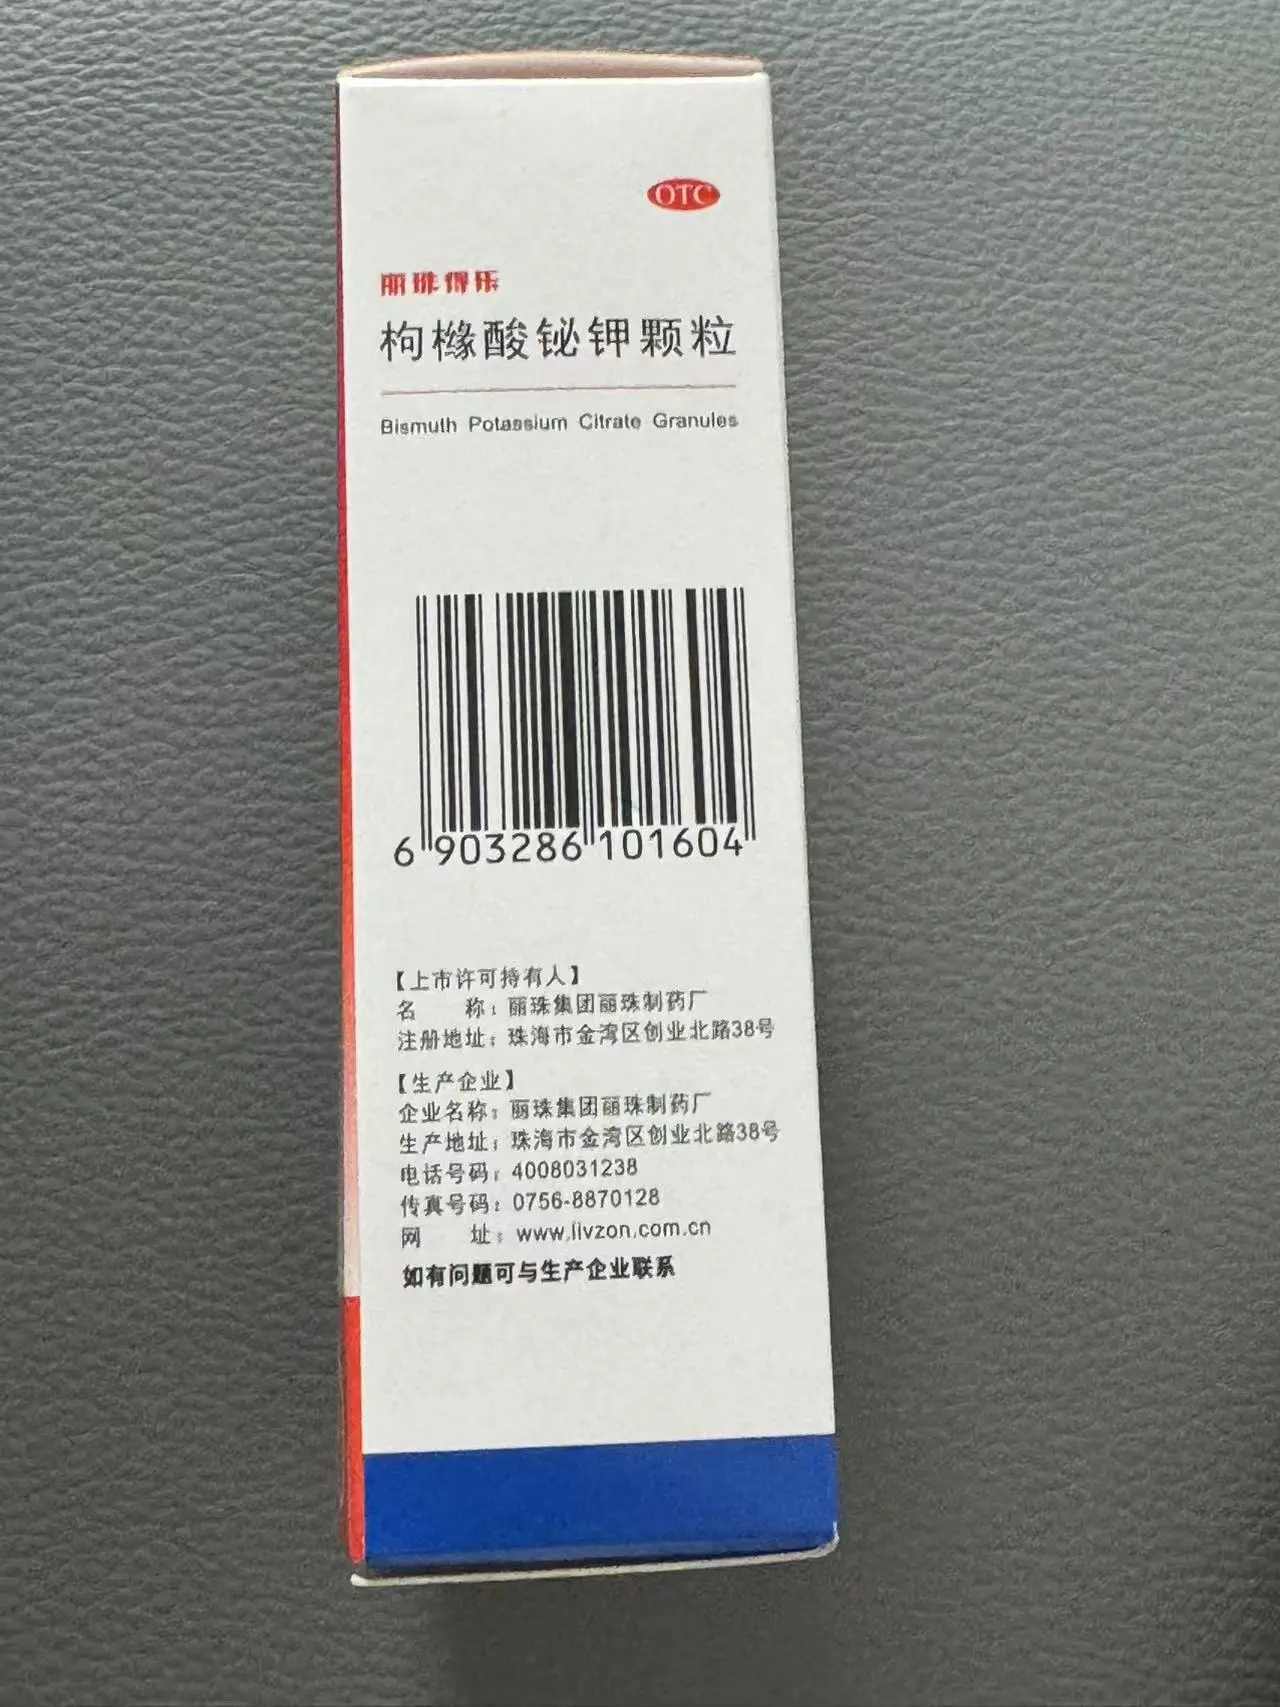 OTC
丽珠得乐
枸橼酸铋钾颗粒
Bismuth Potassium Citrate Granules
6 903286 101604
【上市许可持有人】
名 称：丽珠集团丽珠制药厂
注册地址：珠海市金湾区创业北路38号
【生产企业】
企业名称：丽珠集团丽珠制药厂
生产地址：珠海市金湾区创业北路38号
电话号码：4008031238
传真号码：0756-8870128
网 址：www.livzon.com.cn
如有问题可与生产企业联系